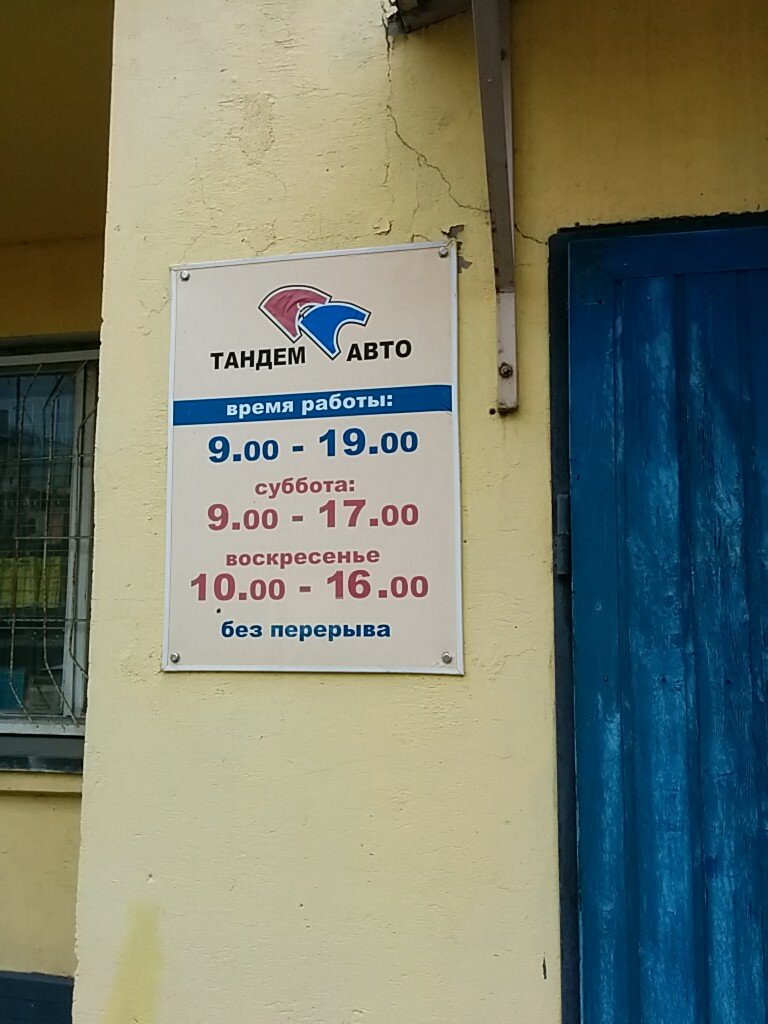 ТАНДЕМ АВТО
время работы:
9.00 - 19.00
суббота:
9.00 - 17.00
воскресенье
10.00 - 16.00
без перерыва